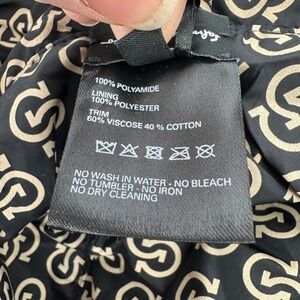 100% POLYAMIDE
LINING
100% POLYESTER
TRIM
60% VISCOSE 40 % COTTON
NO WASH IN WATER - NO BLEACH
NO TUMBLER - NO IRON
NO DRY CLEANING